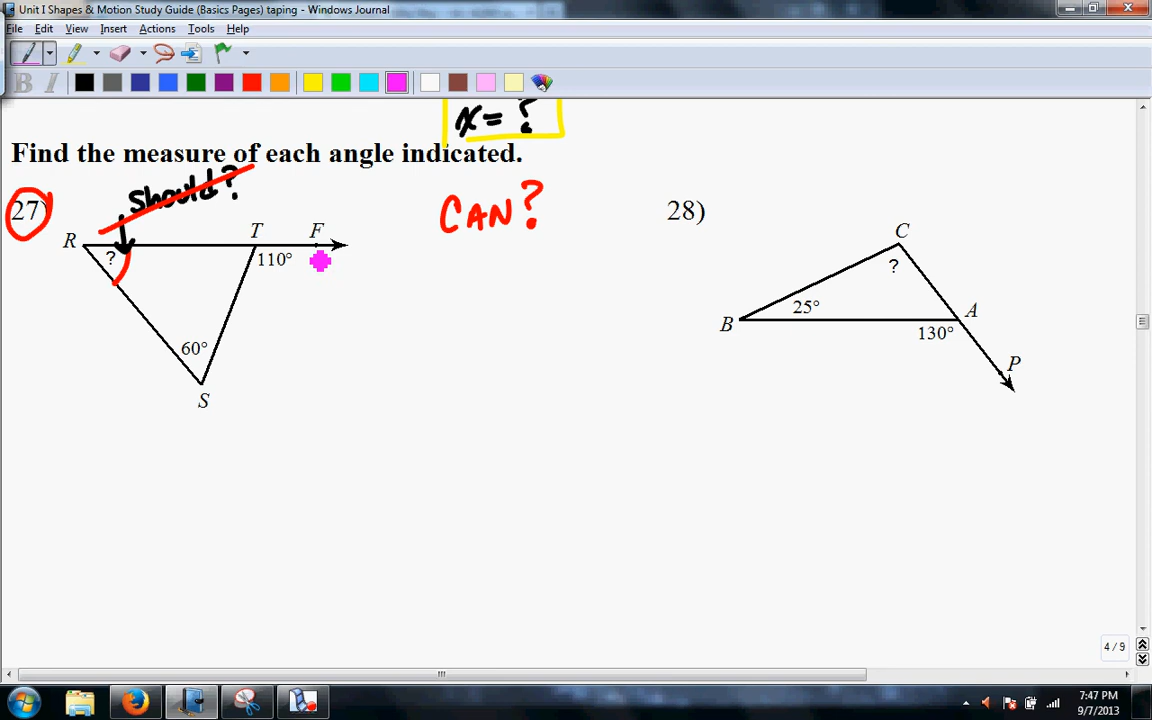 Unit I Shapes & Motion Study Guide (Basics Pages) taping - Windows Journal
File Edit View Insert Actions Tools Help
B I
x = ?
Find the measure of each angle indicated.
should?
27)
CAN?
28)
R T F
? 110°
60°
S
C
?
25°
B A
130°
P
4 / 9
7:47 PM
9/7/2013